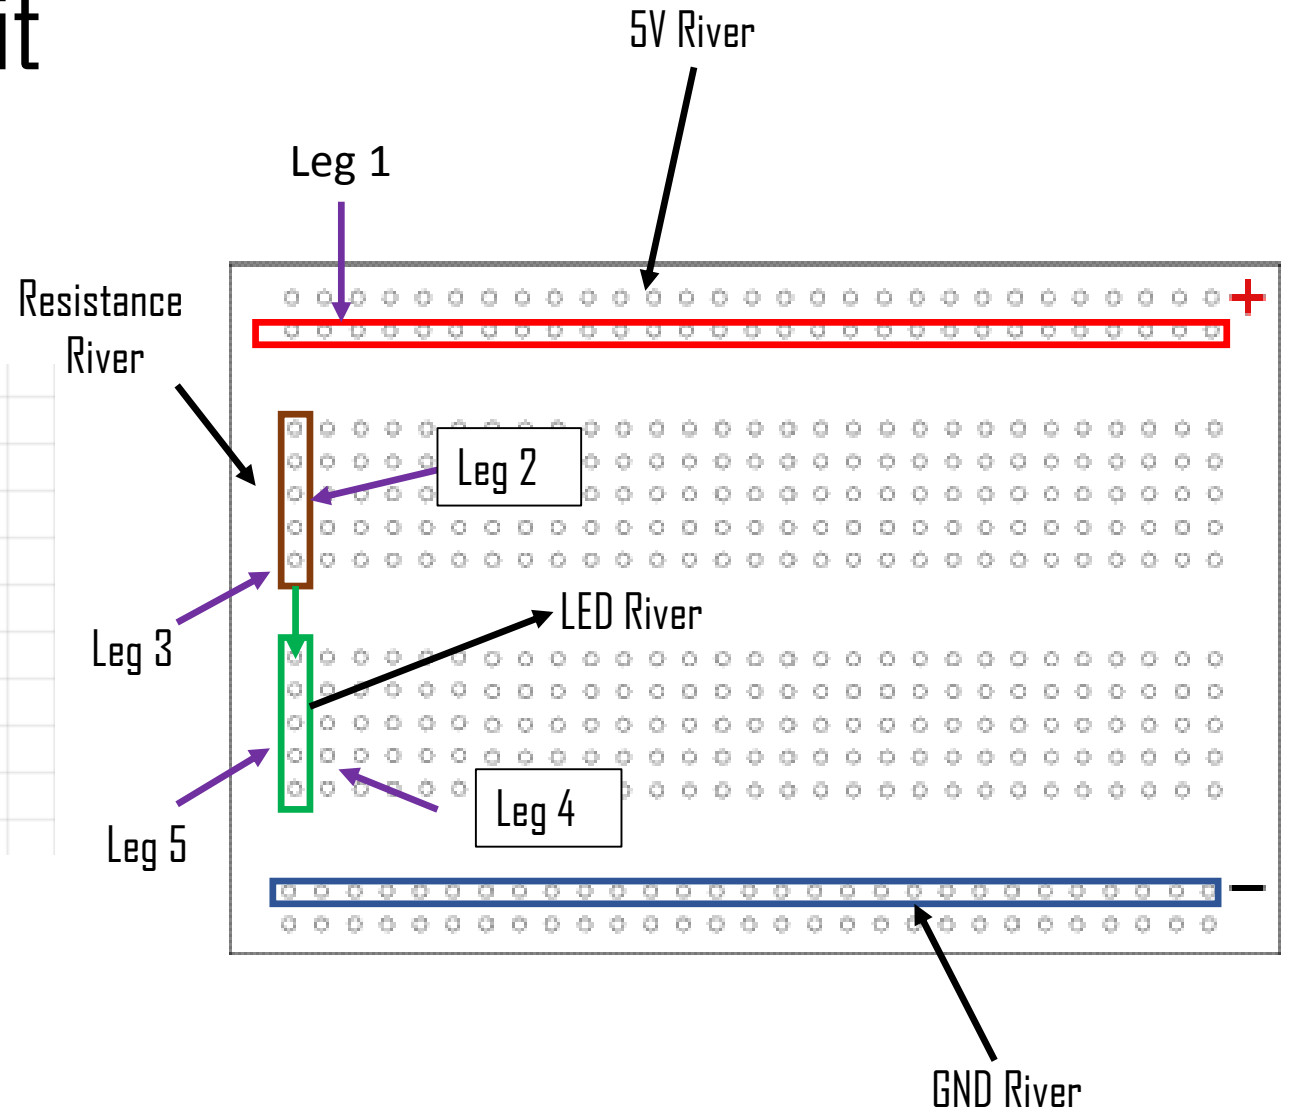 it
5V River
Leg 1
+
Resistance
River
Leg 2
LED River
Leg 3
Leg 4
Leg 5
−
GND River